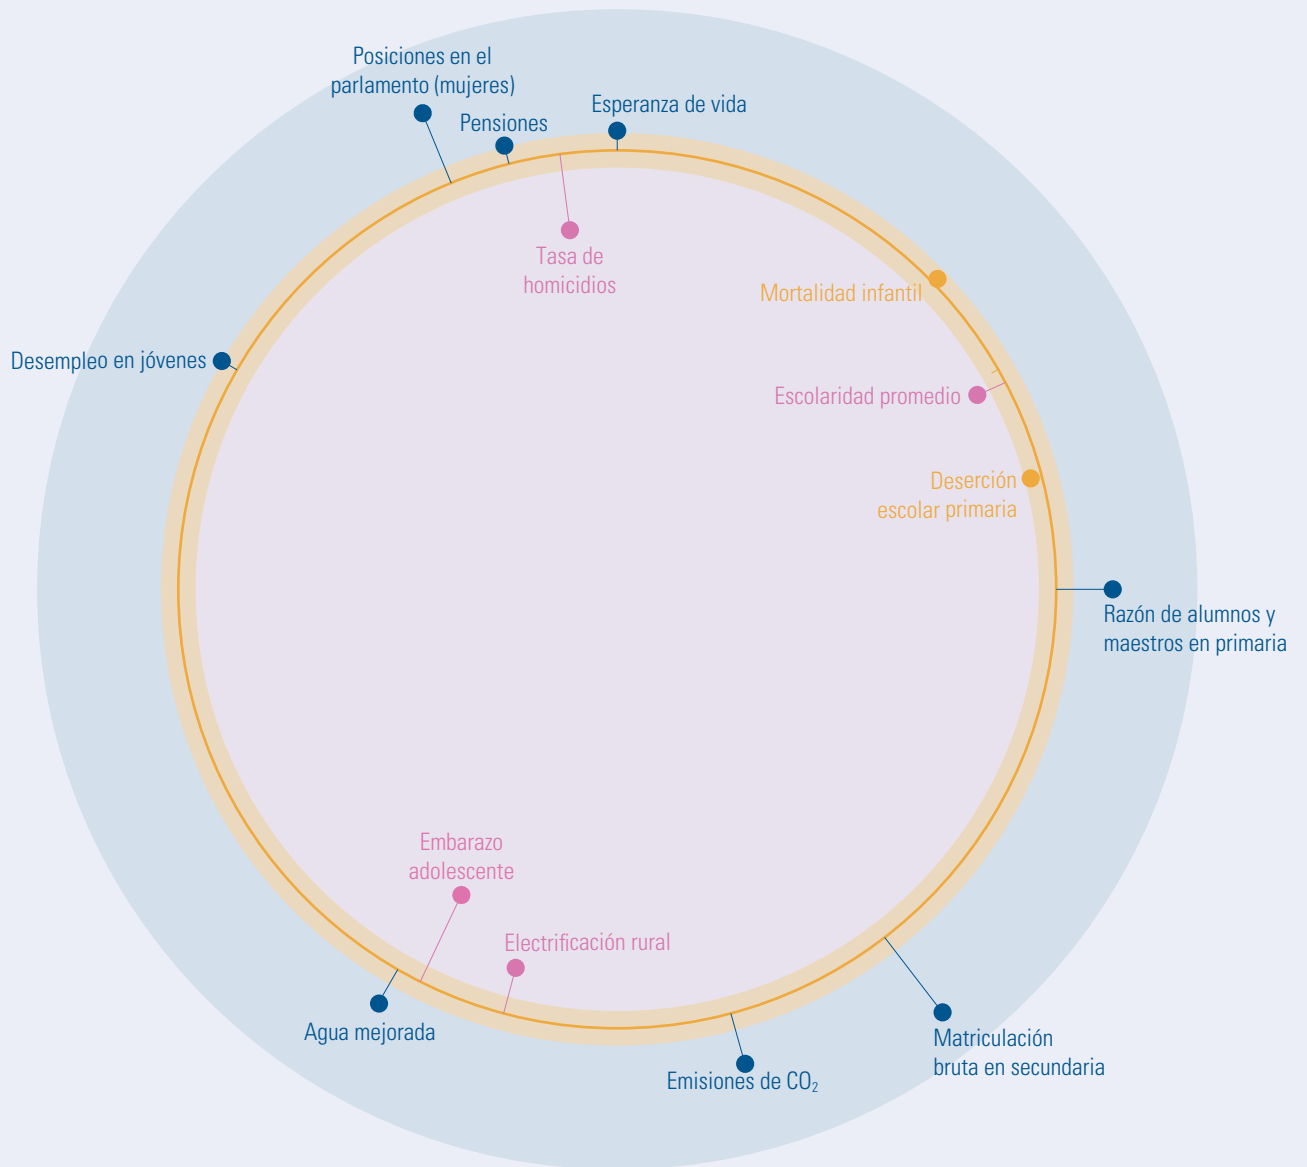 Posiciones en el
parlamento (mujeres)
Pensiones
Esperanza de vida
Tasa de
homicidios
Mortalidad infantil
Desempleo en jóvenes
Escolaridad promedio
Deserción
escolar primaria
Razón de alumnos y
maestros en primaria
Embarazo
adolescente
Electrificación rural
Agua mejorada
Emisiones de CO₂
Matriculación
bruta en secundaria